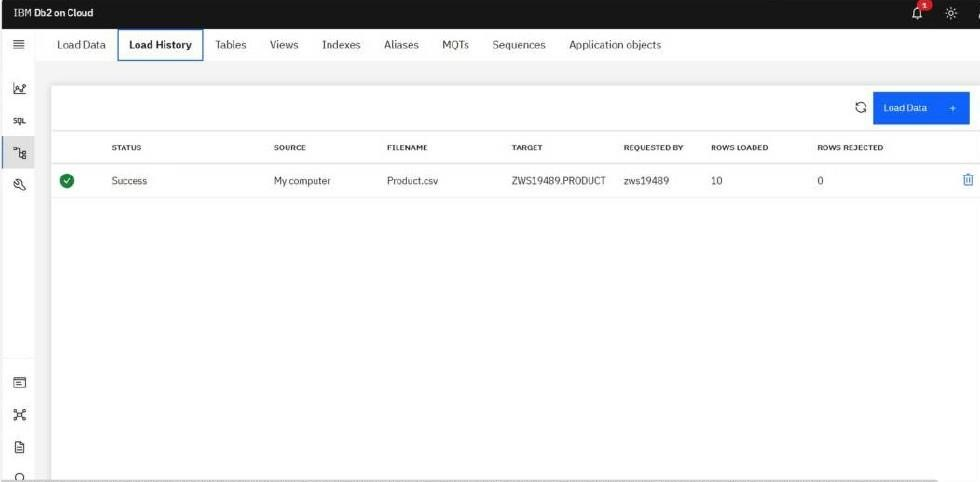 IBM Db2 on Cloud
1
Load Data Load History Tables Views Indexes Aliases MQTs Sequences Application objects
SQL
Load Data +
STATUS SOURCE FILENAME TARGET REQUESTED BY ROWS LOADED ROWS REJECTED
Success My computer Product.csv ZWS19489.PRODUCT zws19489 10 0